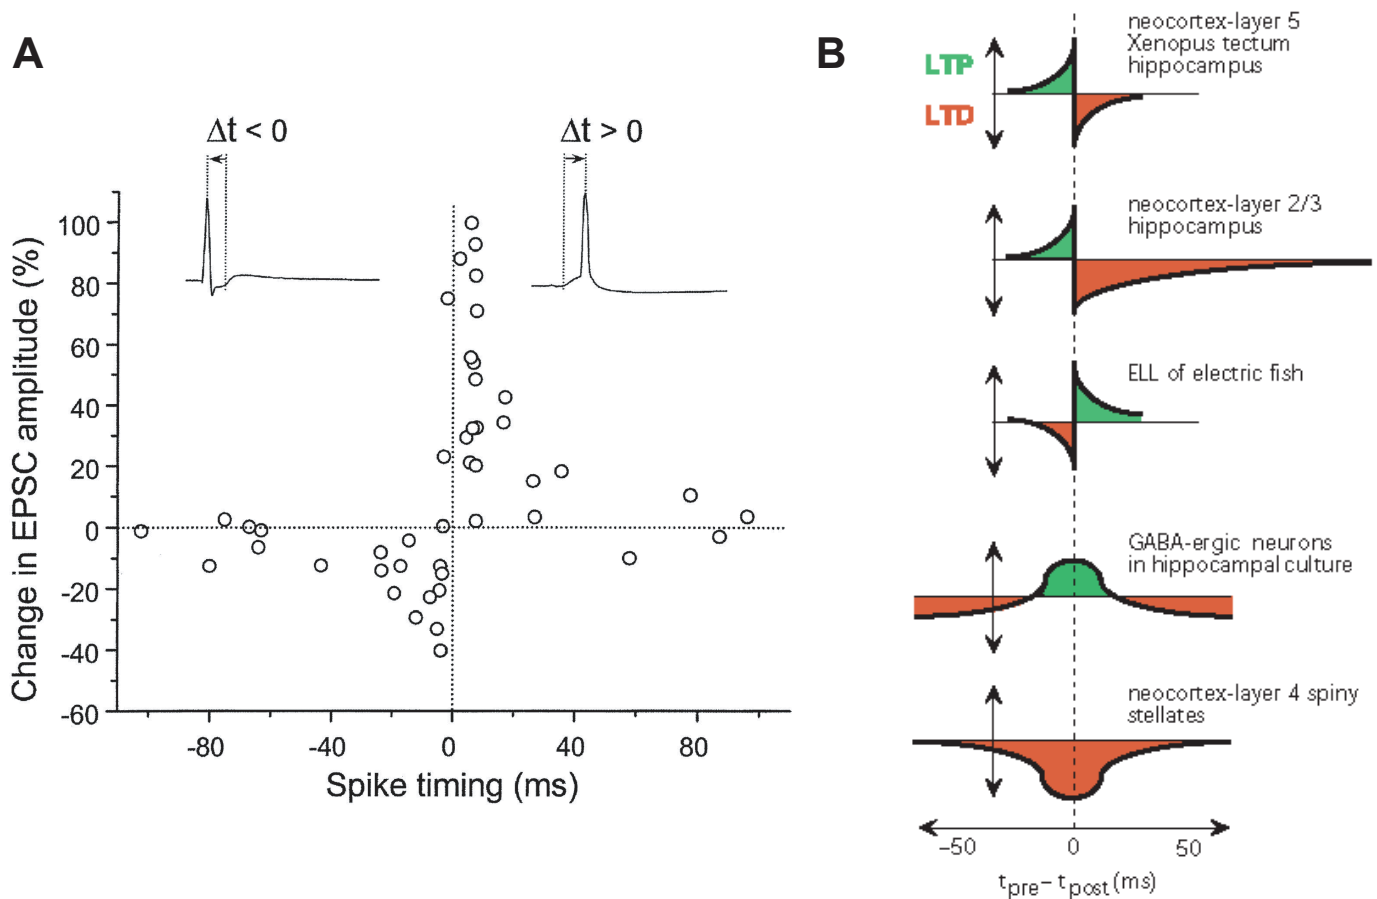 A
Δt < 0
Δt > 0
Change in EPSC amplitude (%)
100
80
60
40
20
0
-20
-40
-60
-80
-40
0
40
80
Spike timing (ms)
B
LTP
LTD
neocortex-layer 5
Xenopus tectum
hippocampus
neocortex-layer 2/3
hippocampus
ELL of electric fish
GABA-ergic neurons
in hippocampal culture
neocortex-layer 4 spiny
stellates
−50
0
50
tpre− tpost (ms)